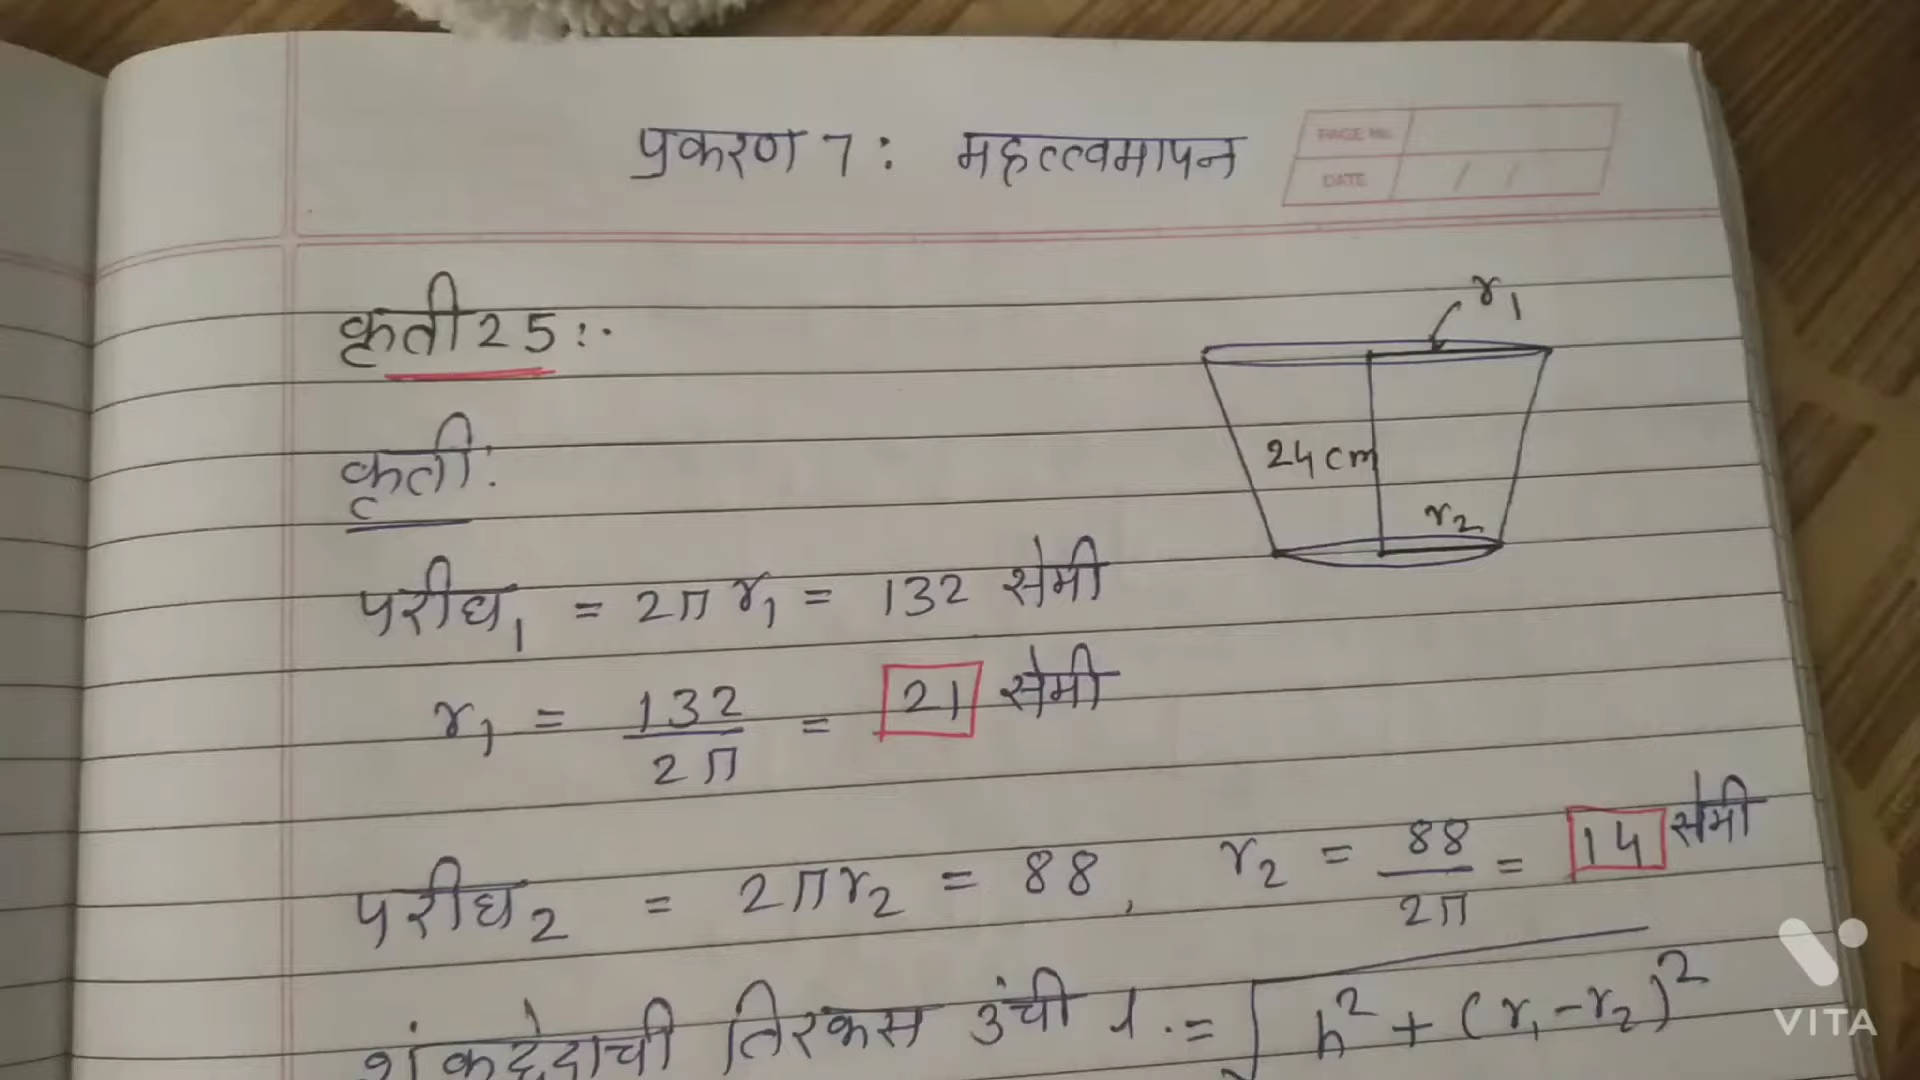 प्रकरण 7: महत्त्वमापन
PAGE No.
DATE / /
कृती 25:-
r1
24 cm
r2
कृती:
परीघ1 = 2π r1 = 132 सेमी
r1 = 132/2π = 21 सेमी
परीघ2 = 2πr2 = 88, r2 = 88/2π = 14 सेमी
शंकूछेदाची तिरकस उंची l = √h² + (r1 - r2)²
VITA